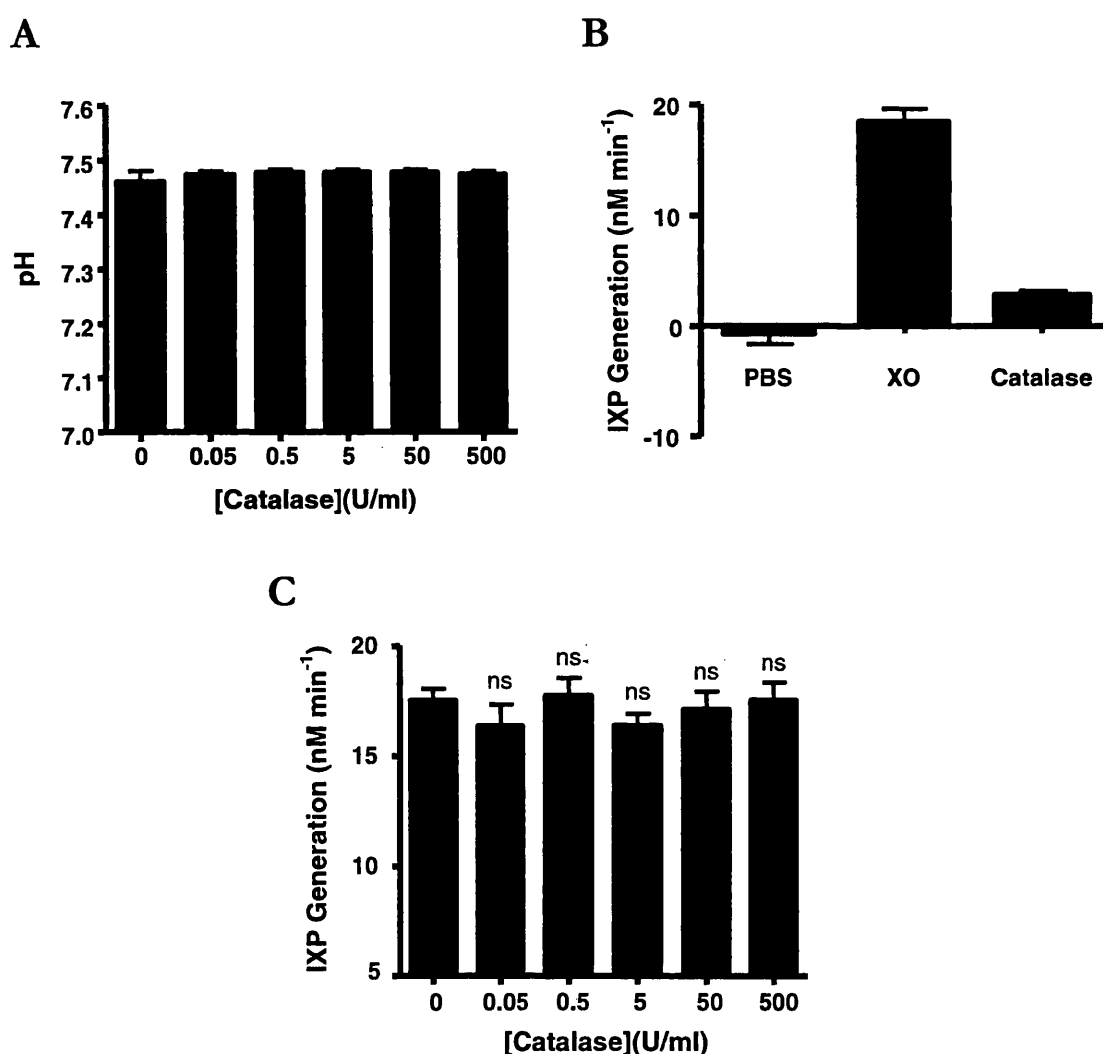 A
7.6
7.5
7.4
7.3
7.2
7.1
7.0
pH
0 0.05 0.5 5 50 500
[Catalase](U/ml)
B
20
10
0
-10
IXP Generation (nM min⁻¹)
PBS XO Catalase
C
20
15
10
5
IXP Generation (nM min⁻¹)
ns ns ns ns ns
0 0.05 0.5 5 50 500
[Catalase](U/ml)